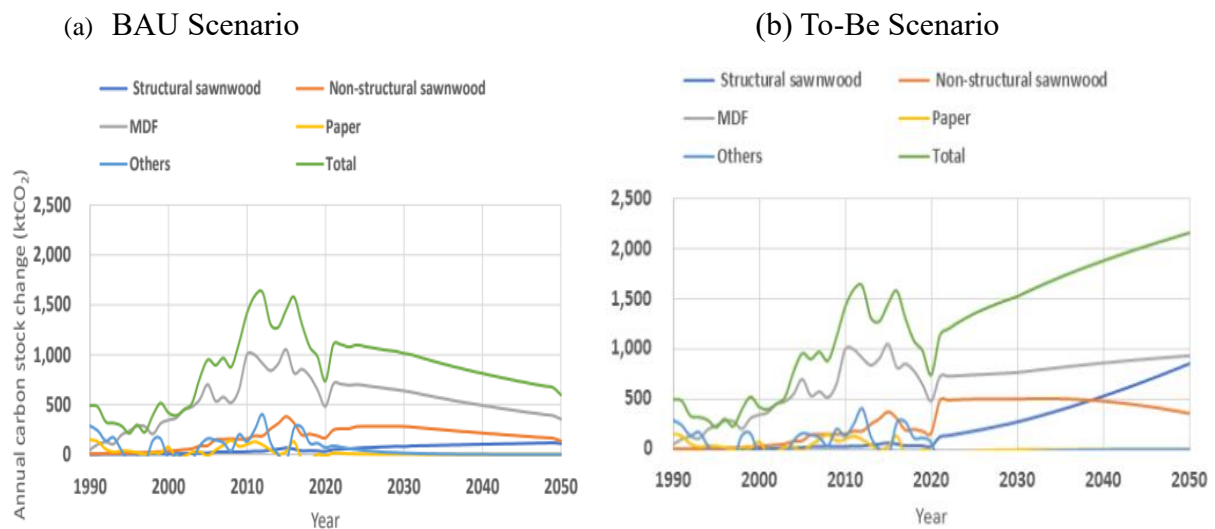 (a) BAU Scenario
(b) To-Be Scenario
Structural sawnwood
Non-structural sawnwood
MDF
Paper
Others
Total
Annual carbon stock change (ktCO₂)
2,500
2,000
1,500
1,000
500
0
1990 2000 2010 2020 2030 2040 2050
Year
Structural sawnwood
Non-structural sawnwood
MDF
Paper
Others
Total
2,500
2,000
1,500
1,000
500
0
1990 2000 2010 2020 2030 2040 2050
Year